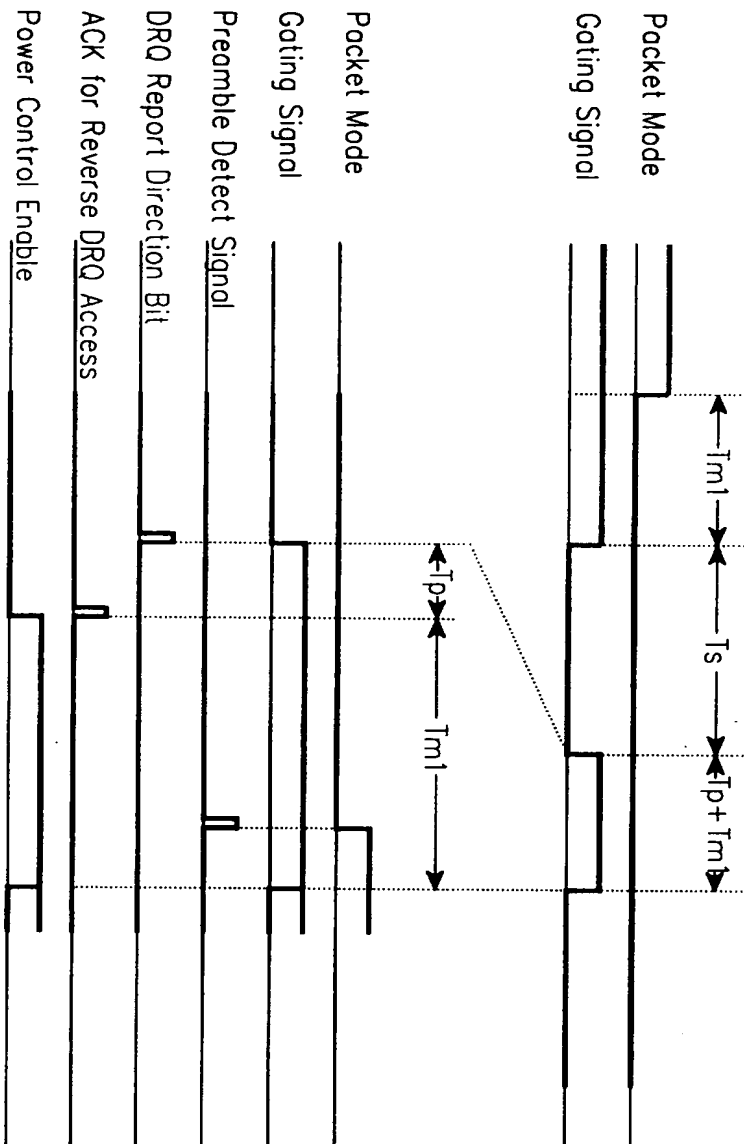 Packet Mode
Gating Signal
Tm1
Ts
Tp+Tm1
Packet Mode
Gating Signal
Preamble Detect Signal
DRQ Report Direction Bit
ACK for Reverse DRQ Access
Power Control Enable
Tp
Tm1